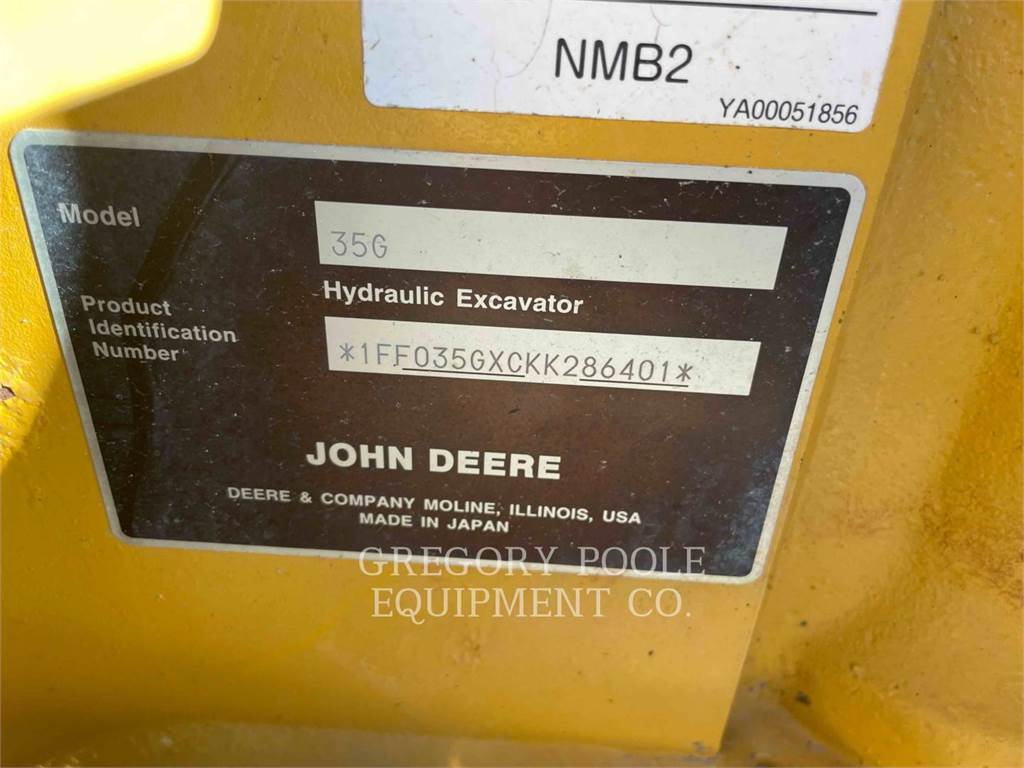 NMB2
YA00051856
Model
35G
Hydraulic Excavator
Product
Identification
Number
*1FF035GXCKK286401*
JOHN DEERE
DEERE & COMPANY MOLINE, ILLINOIS, USA
MADE IN JAPAN
GREGORY POOLE
EQUIPMENT CO.